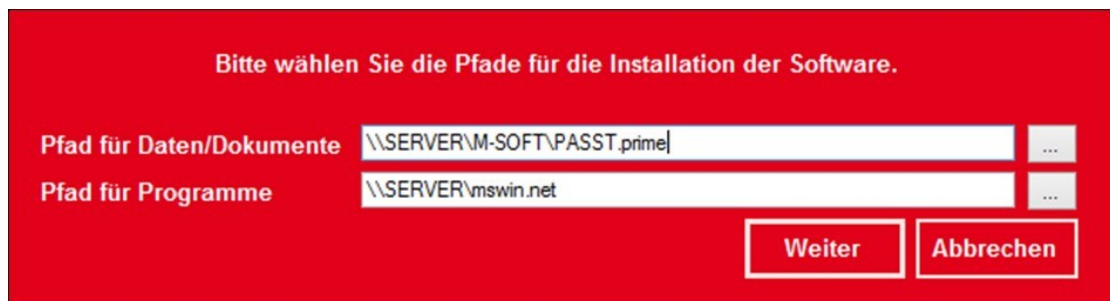 Bitte wählen Sie die Pfade für die Installation der Software.
Pfad für Daten/Dokumente \\SERVER\M-SOFT\PASST.prime ...
Pfad für Programme \\SERVER\mswin.net ...
Weiter Abbrechen